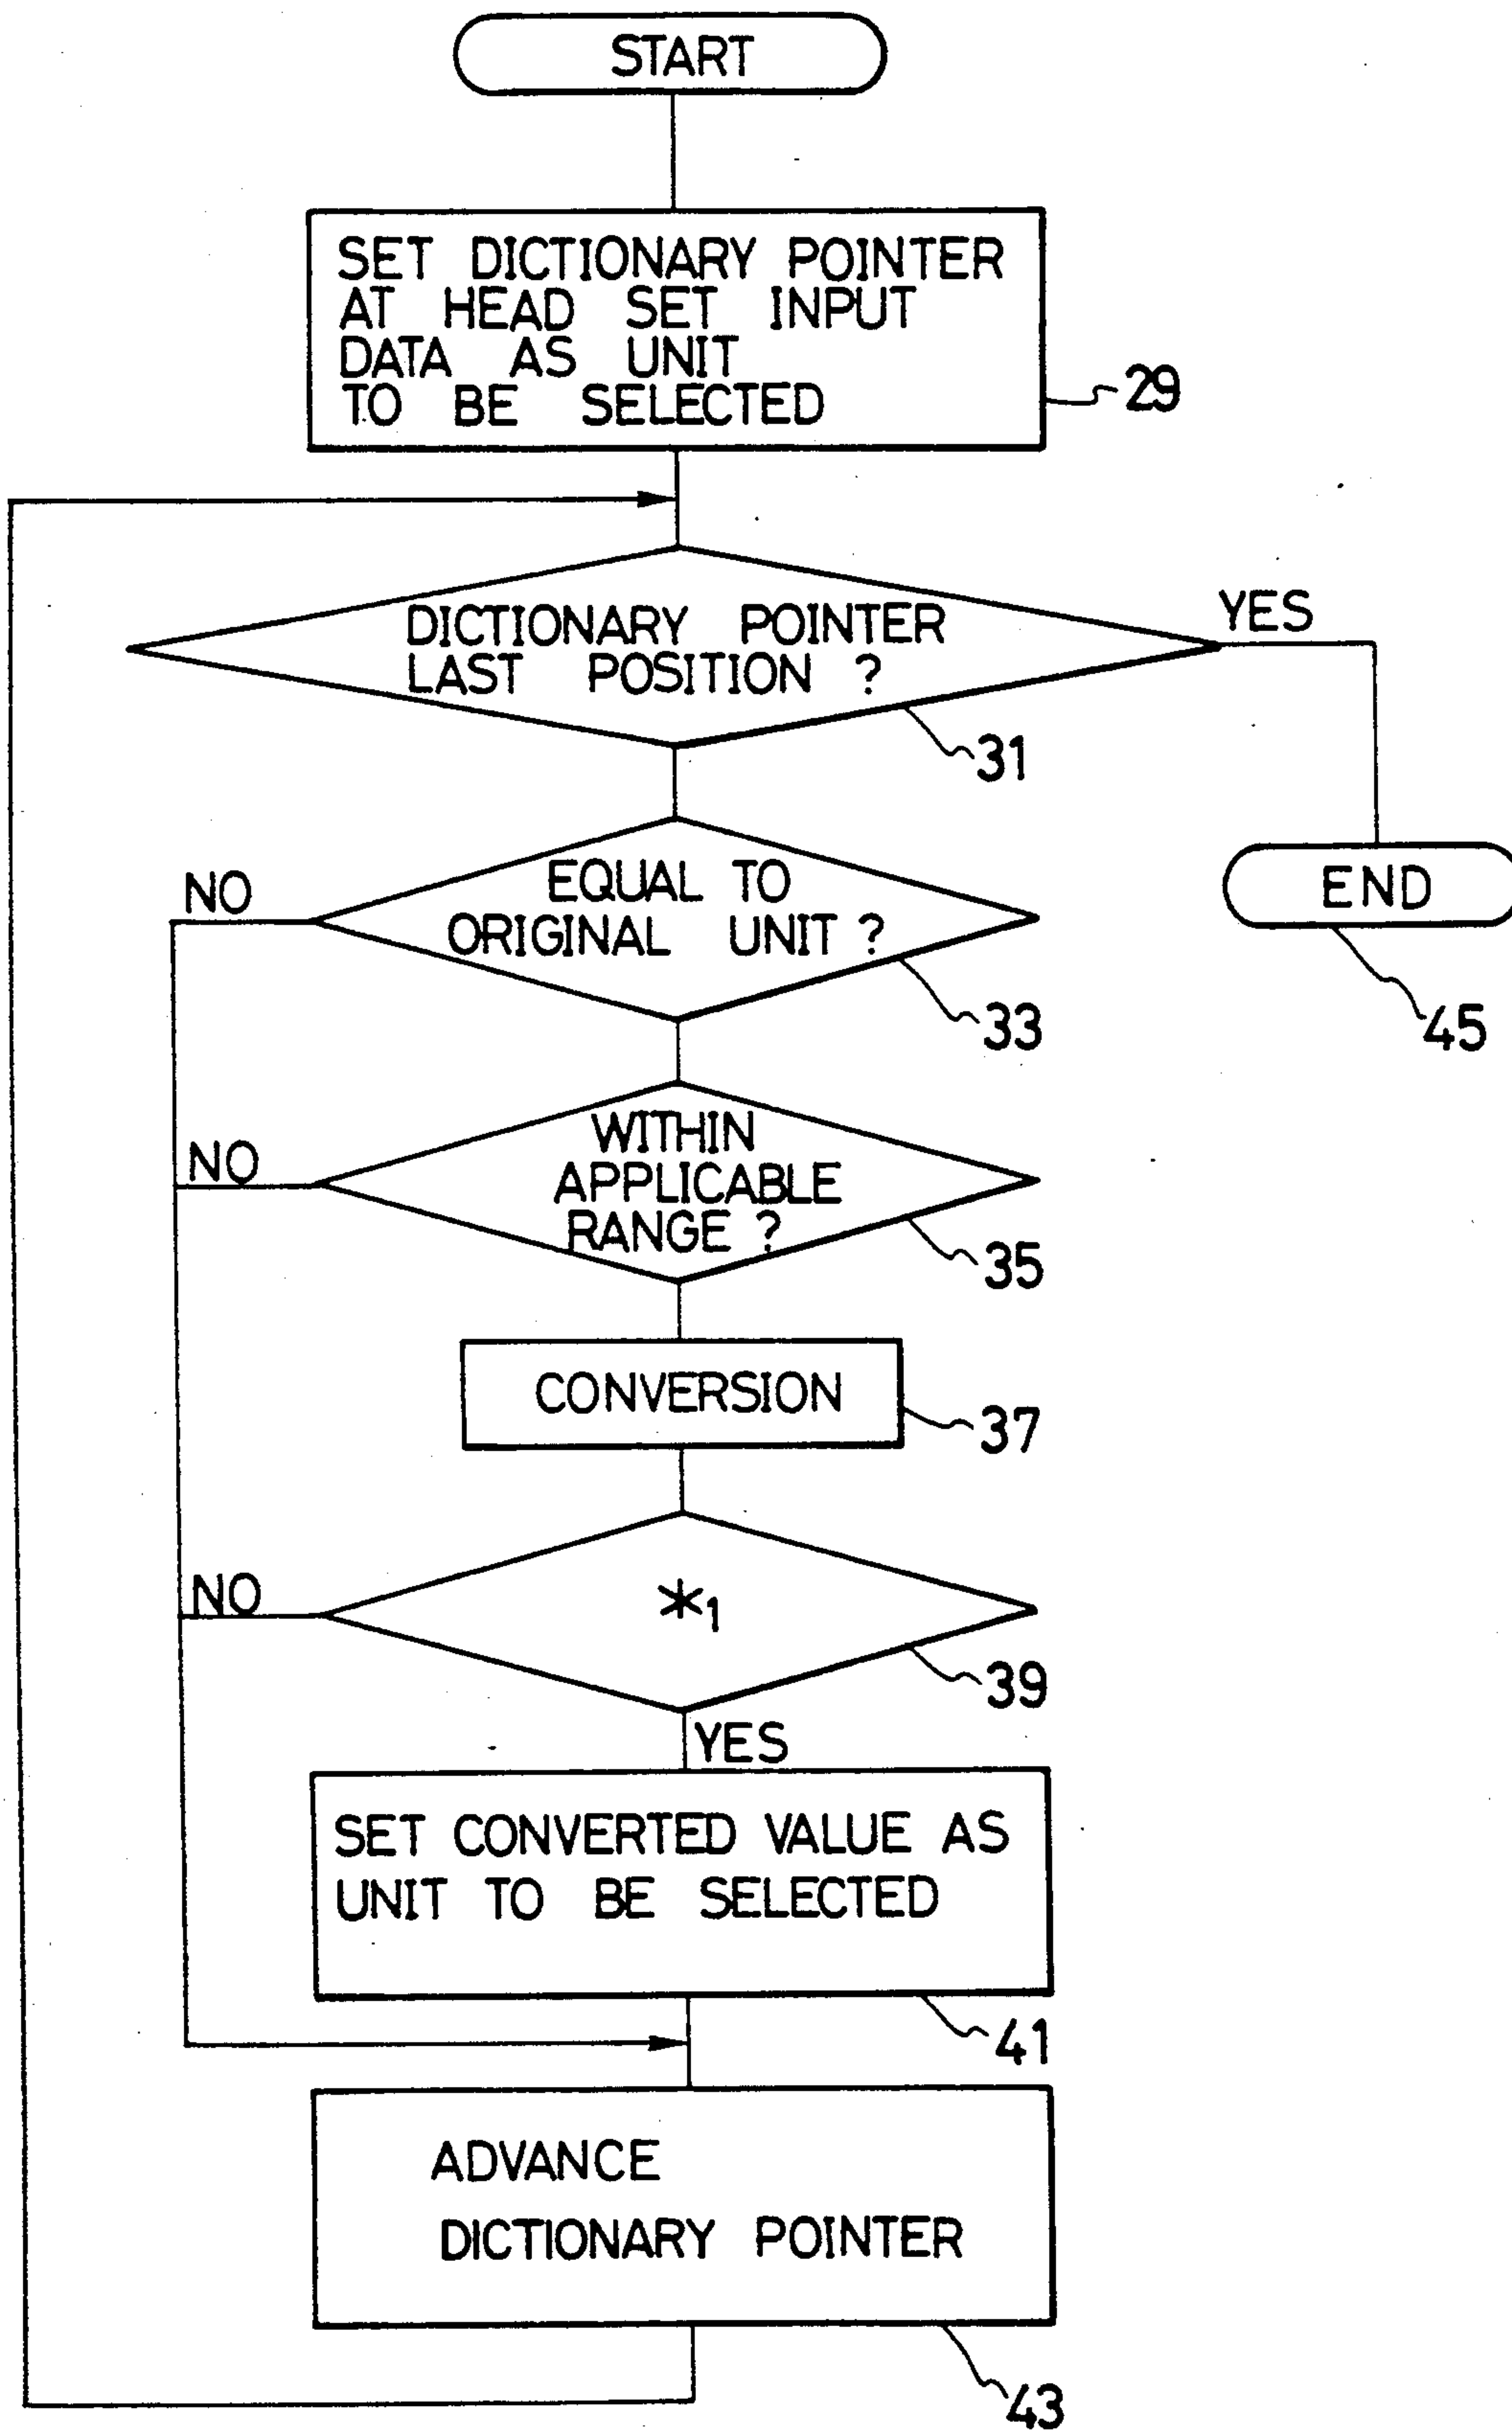 START
SET DICTIONARY POINTER
AT HEAD SET INPUT
DATA AS UNIT
TO BE SELECTED
29
DICTIONARY POINTER
LAST POSITION ?
YES
31
EQUAL TO
ORIGINAL UNIT ?
NO
33
END
45
WITHIN
APPLICABLE
RANGE ?
NO
35
CONVERSION
37
*1
NO
39
YES
SET CONVERTED VALUE AS
UNIT TO BE SELECTED
41
ADVANCE
DICTIONARY POINTER
43